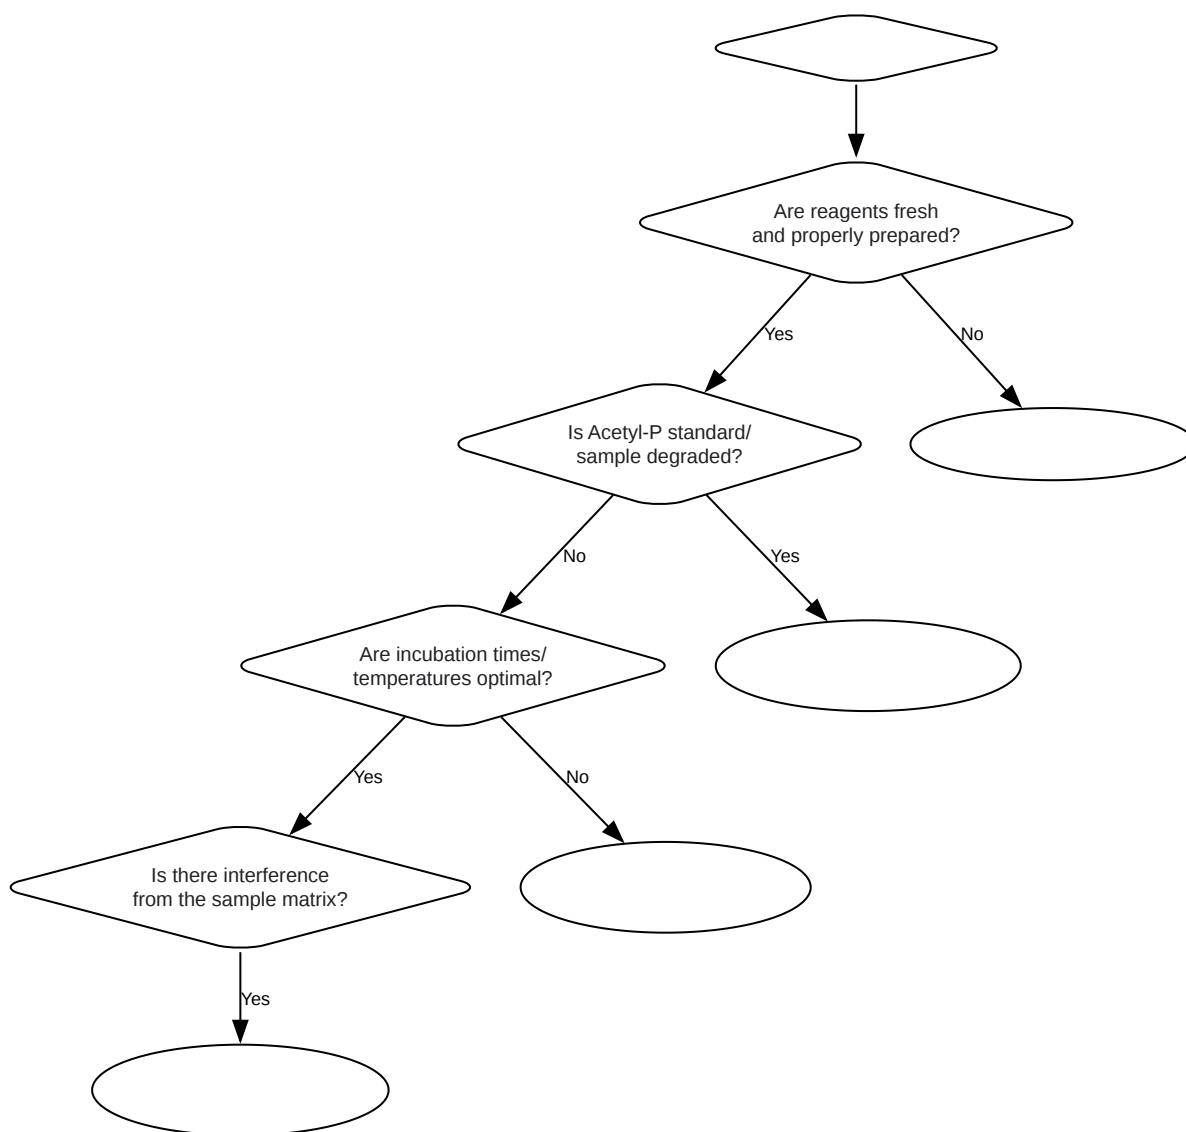 Are reagents fresh
and properly prepared?
Yes
No
Is Acetyl-P standard/
sample degraded?
No
Yes
Are incubation times/
temperatures optimal?
Yes
No
Is there interference
from the sample matrix?
Yes